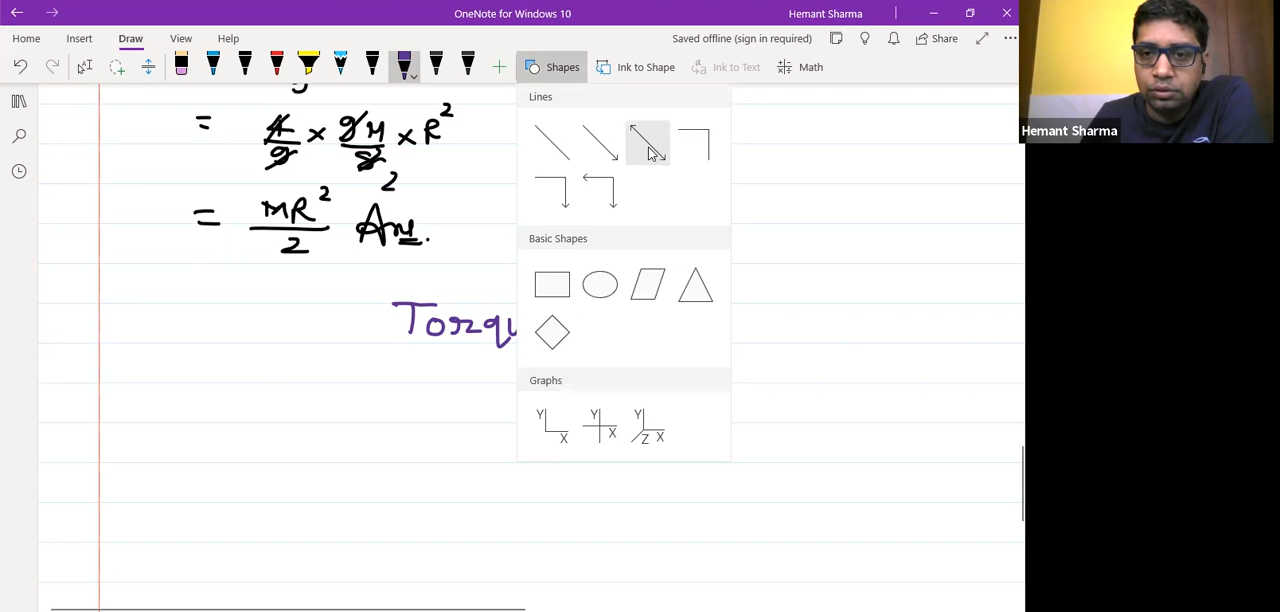 OneNote for Windows 10
Hemant Sharma
Home Insert Draw View Help
Saved offline (sign in required)
Share
Shapes
Ink to Shape
Ink to Text
Math
Lines
= 4/9 × 9M/8 × R²
2
= MR²/2 Ans.
Basic Shapes
Torqu
Graphs
Y X
Y X
Y Z X
Hemant Sharma